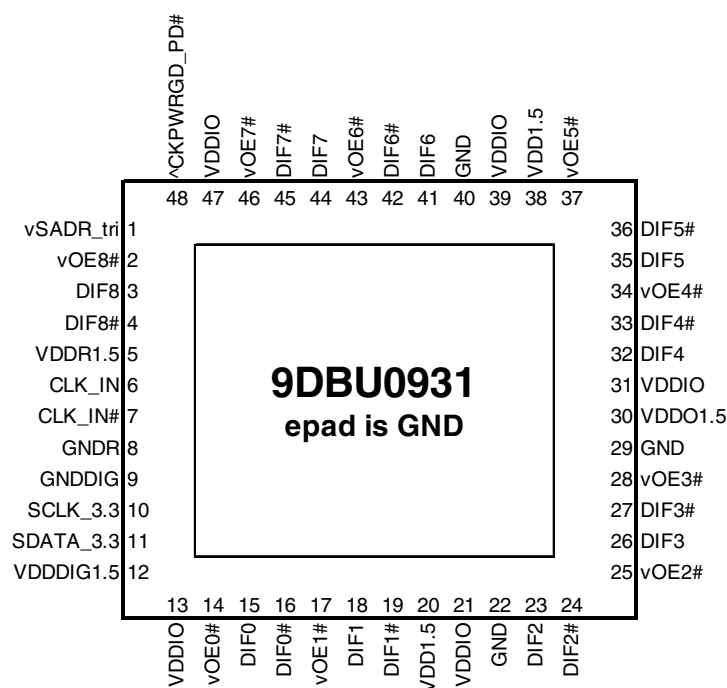 ^CKPWRGD_PD#
VDDIO
vOE7#
DIF7#
DIF7
vOE6#
DIF6#
DIF6
GND
VDDIO
VDD1.5
vOE5#
48 47 46 45 44 43 42 41 40 39 38 37
vSADR_tri 1
vOE8# 2
DIF8 3
DIF8# 4
VDDR1.5 5
CLK_IN 6
CLK_IN# 7
GNDR 8
GNDDIG 9
SCLK_3.3 10
SDATA_3.3 11
VDDDIG1.5 12
9DBU0931
epad is GND
36 DIF5#
35 DIF5
34 vOE4#
33 DIF4#
32 DIF4
31 VDDIO
30 VDDO1.5
29 GND
28 vOE3#
27 DIF3#
26 DIF3
25 vOE2#
13 14 15 16 17 18 19 20 21 22 23 24
VDDIO
vOE0#
DIF0
DIF0#
vOE1#
DIF1
DIF1#
VDD1.5
VDDIO
GND
DIF2
DIF2#